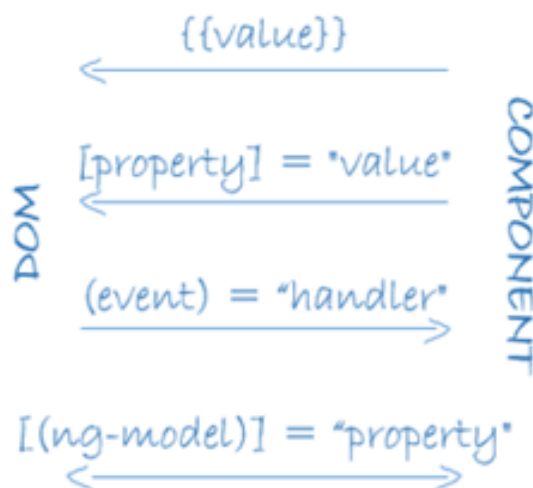 {{value}}
[property] = "value"
(event) = "handler"
[(ng-model)] = "property"
DOM
COMPONENT